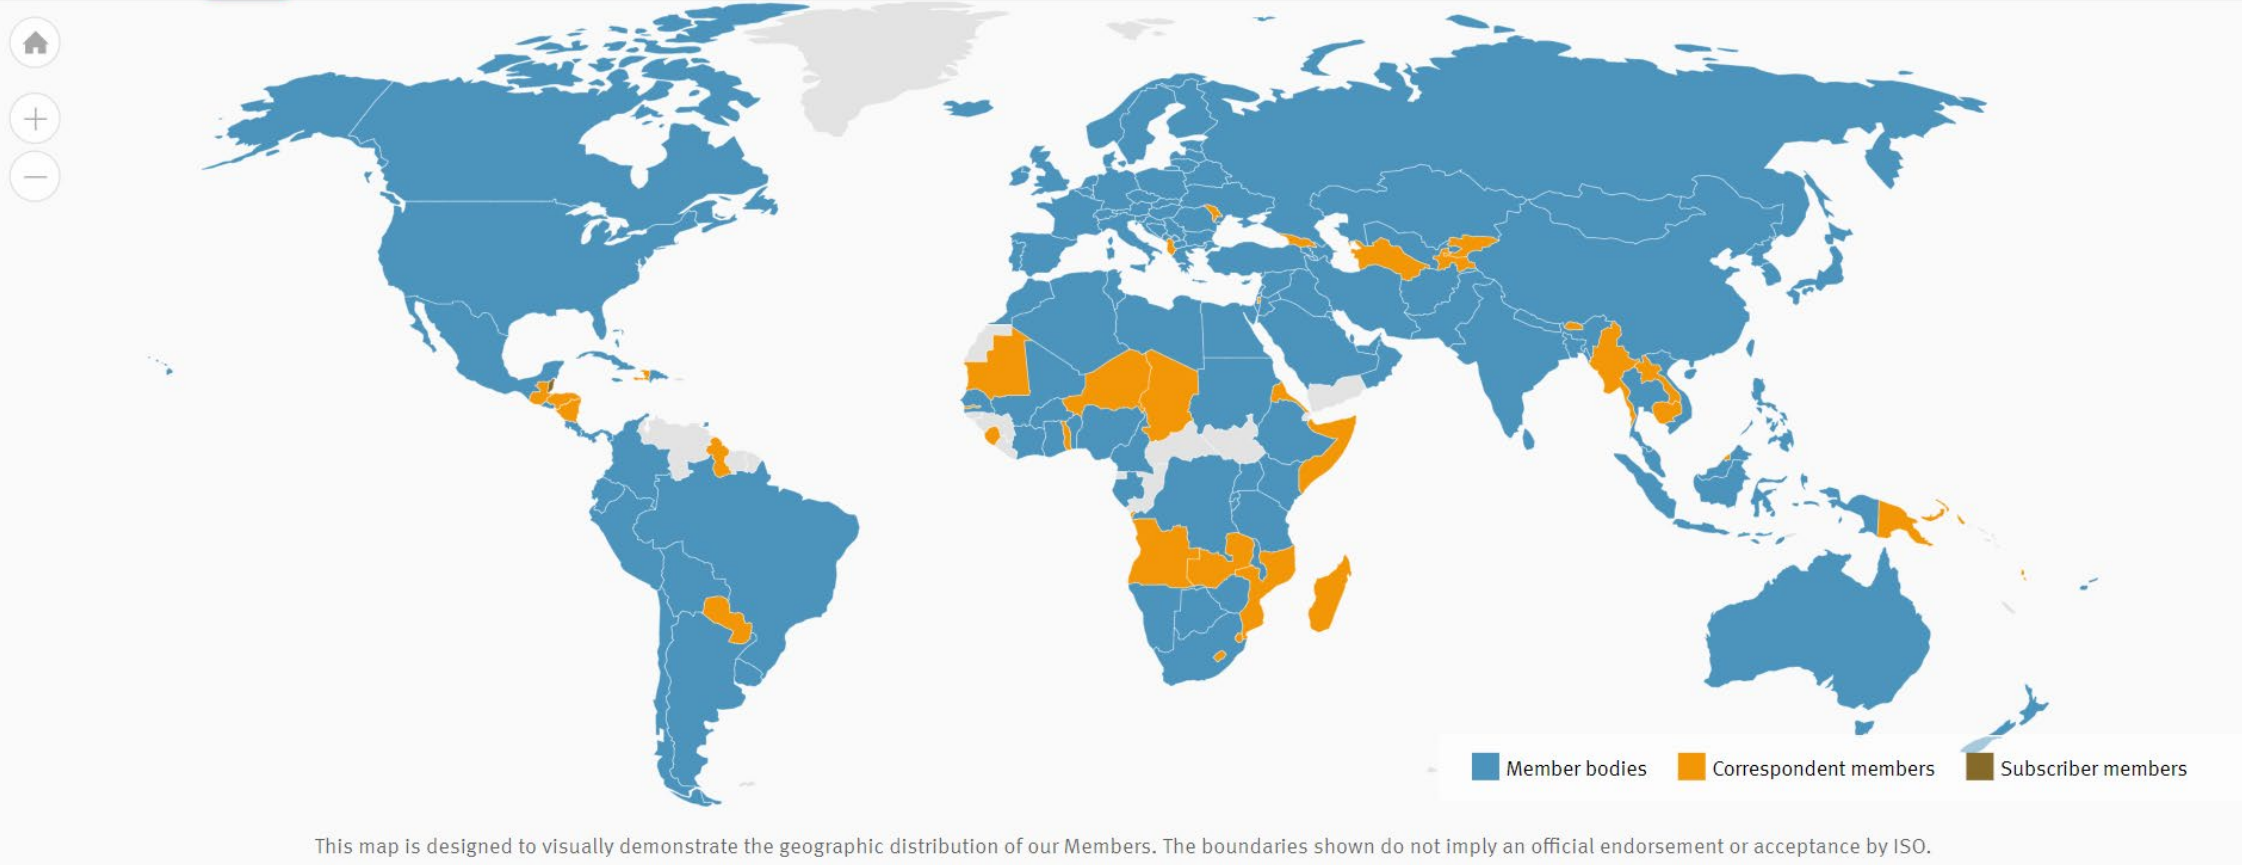 Member bodies
Correspondent members
Subscriber members
This map is designed to visually demonstrate the geographic distribution of our Members. The boundaries shown do not imply an official endorsement or acceptance by ISO.